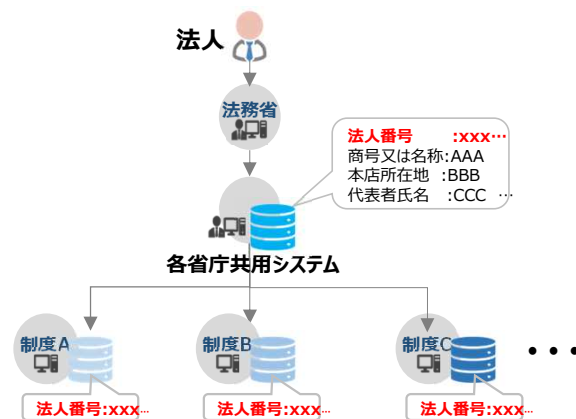 法人
法務省
法人番号 :xxx…
商号又は名称:AAA
本店所在地 :BBB
代表者氏名 :CCC …
各省庁共用システム
制度A
制度B
制度C
・・・
法人番号:xxx…
法人番号:xxx…
法人番号:xxx…